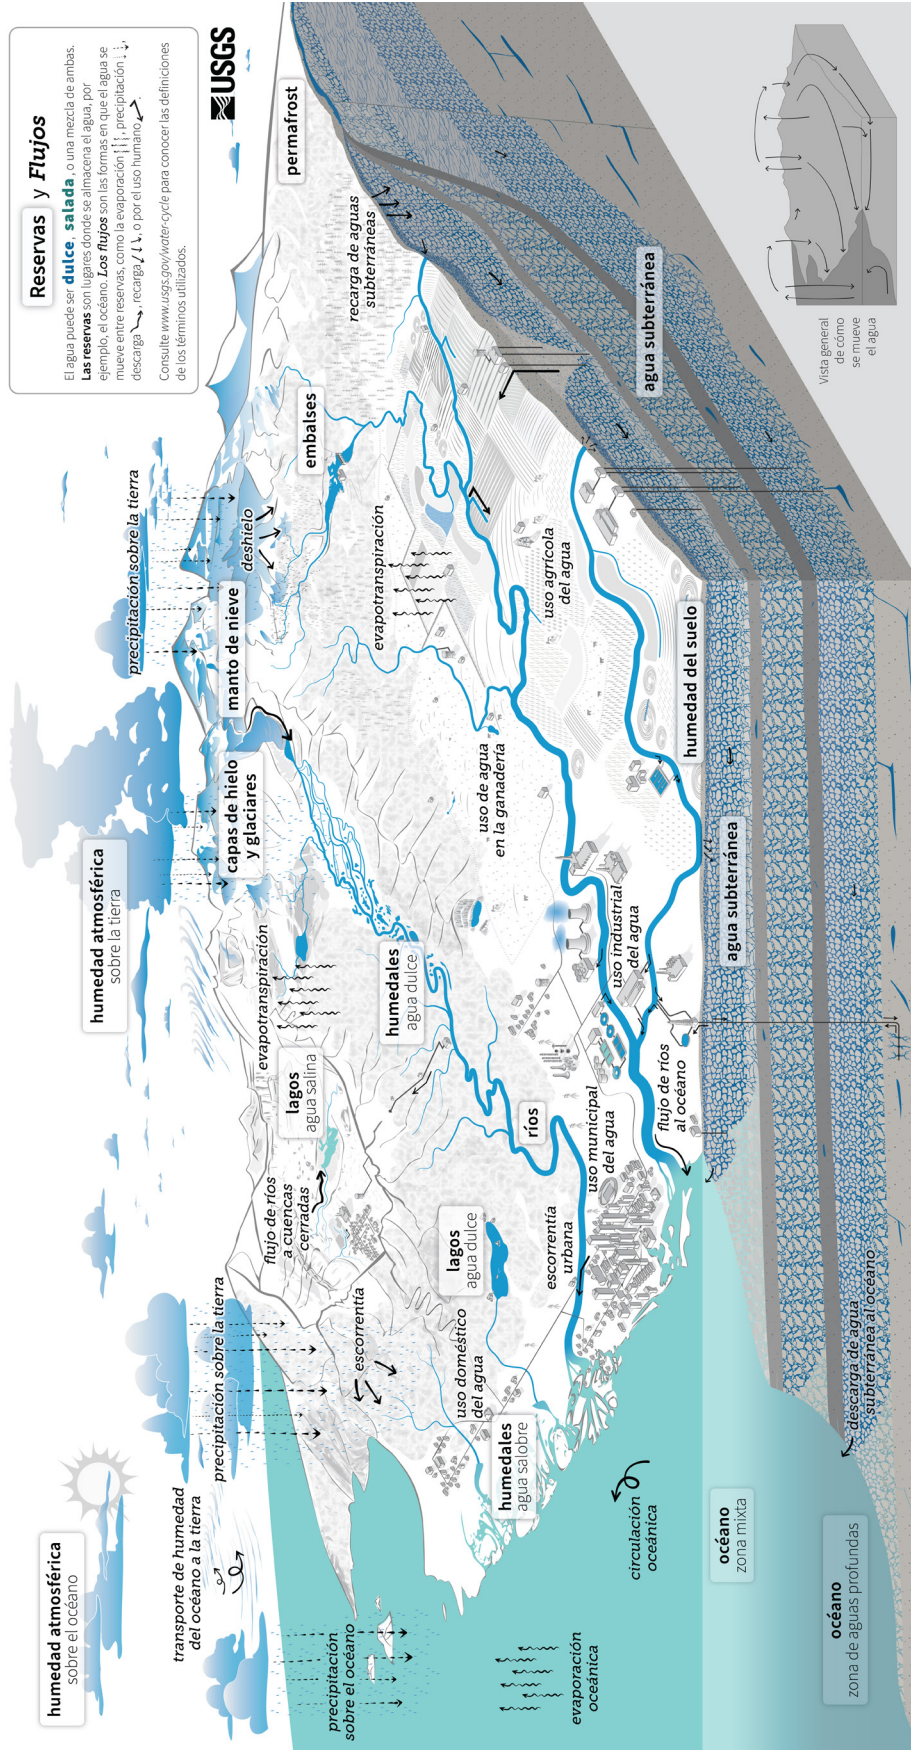 humedad atmosférica
sobre el océano
transporte de humedad
del océano a la tierra
precipitación sobre la tierra
humedad atmosférica
sobre la tierra
precipitación sobre la tierra
Reservas y Flujos
El agua puede ser dulce, salada, o una mezcla de ambas.
Las reservas son lugares donde se almacena el agua, por
ejemplo, el océano. Los flujos son las formas en que el agua se
mueve entre reservas, como la evaporación, precipitación,
descarga, recarga, o por el uso humano.
Consulte www.usgs.gov/water-cycle para conocer las definiciones
de los términos utilizados.
USGS
precipitación
sobre el océano
escorrentía
flujo de ríos
a cuencas
cerradas
lagos
agua salina
evapotranspiración
capas de hielo
y glaciares
manto de nieve
deshielo
embalses
permafrost
evapotranspiración
recarga de aguas
subterráneas
humedales
agua dulce
lagos
agua dulce
uso doméstico
del agua
humedales
agua salobre
ríos
uso de agua
en la ganadería
uso agrícola
del agua
escorrentía
urbana
uso municipal
del agua
uso industrial
del agua
flujo de ríos
al océano
evaporación
oceánica
circulación
oceánica
humedad del suelo
agua subterránea
agua subterránea
océano
zona mixta
océano
zona de aguas profundas
descarga de agua
subterránea al océano
Vista general
de cómo
se mueve
el agua